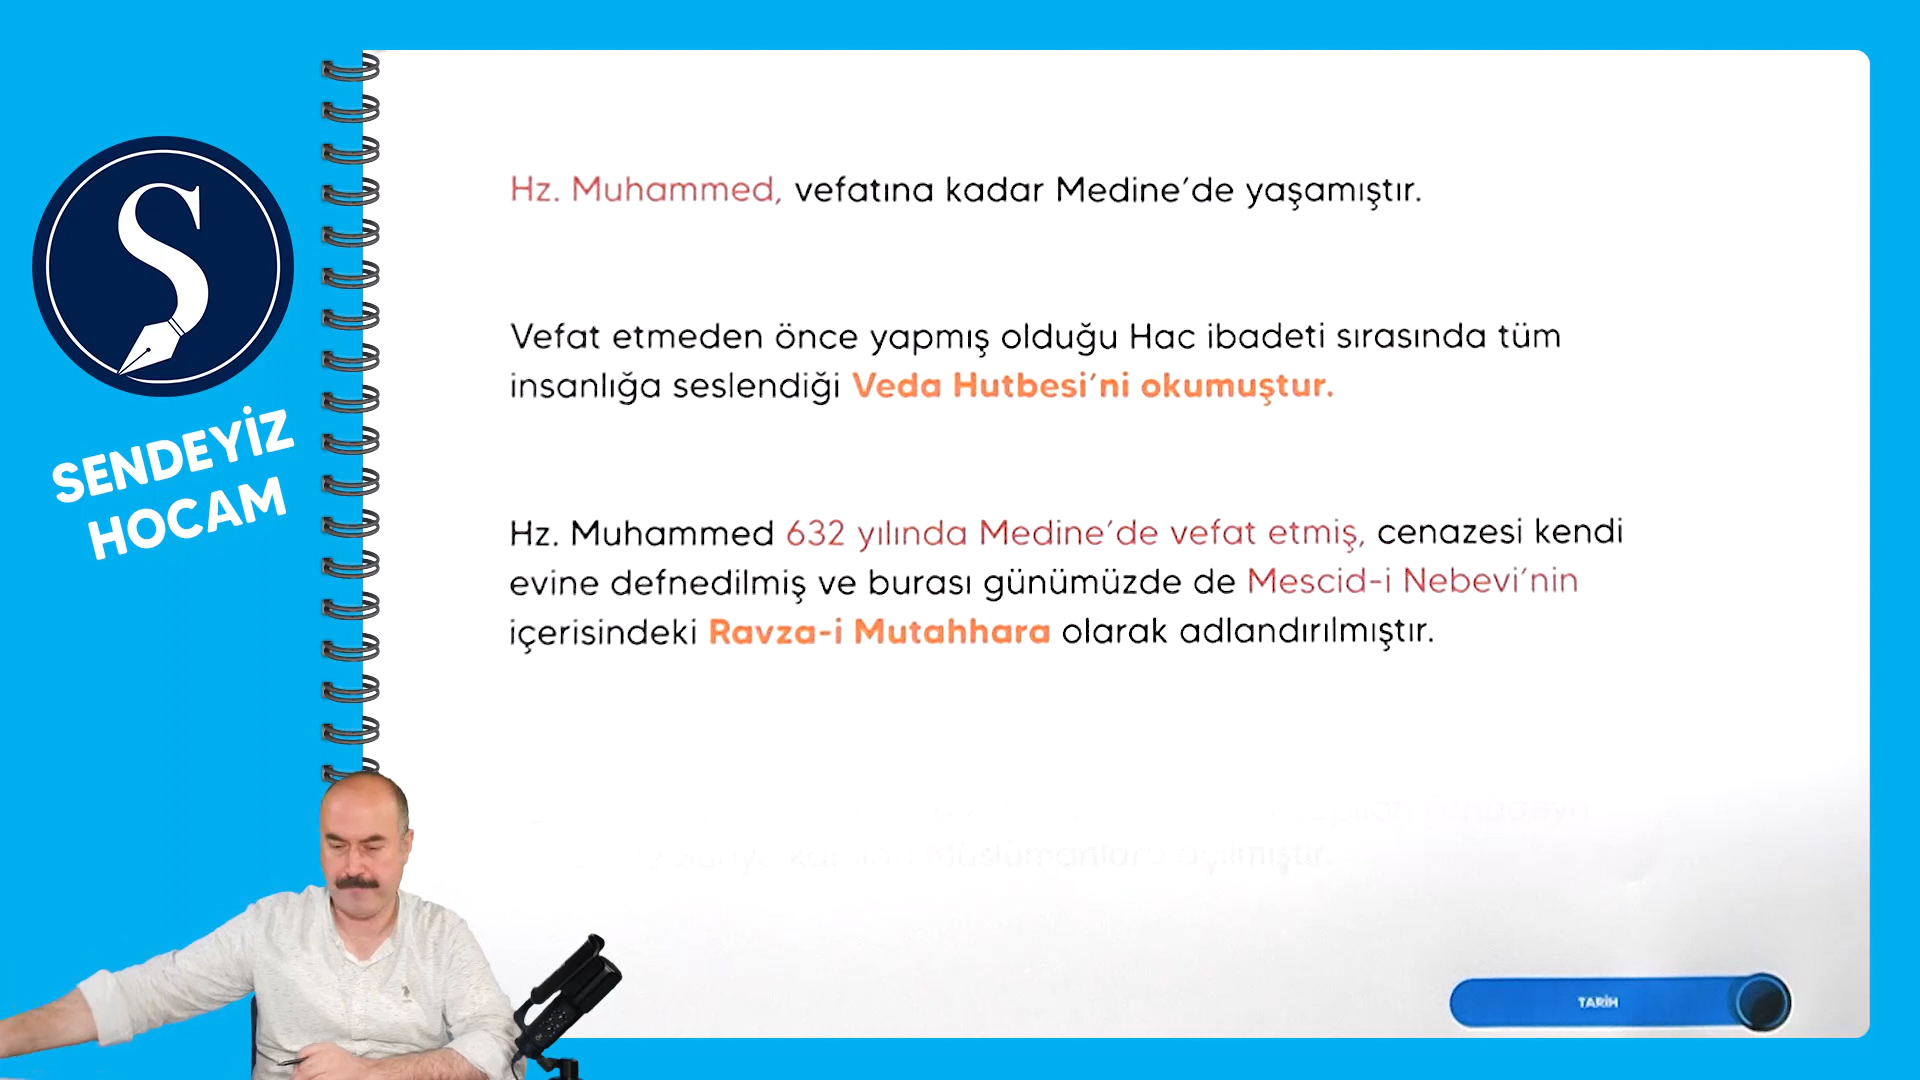 S
SENDEYİZ
HOCAM
Hz. Muhammed, vefatına kadar Medine’de yaşamıştır.
Vefat etmeden önce yapmış olduğu Hac ibadeti sırasında tüm
insanlığa seslendiği Veda Hutbesi’ni okumuştur.
Hz. Muhammed 632 yılında Medine’de vefat etmiş, cenazesi kendi
evine defnedilmiş ve burası günümüzde de Mescid-i Nebevi’nin
içerisindeki Ravza-i Mutahhara olarak adlandırılmıştır.
Müslümanlara açılmıştır.
TARİH